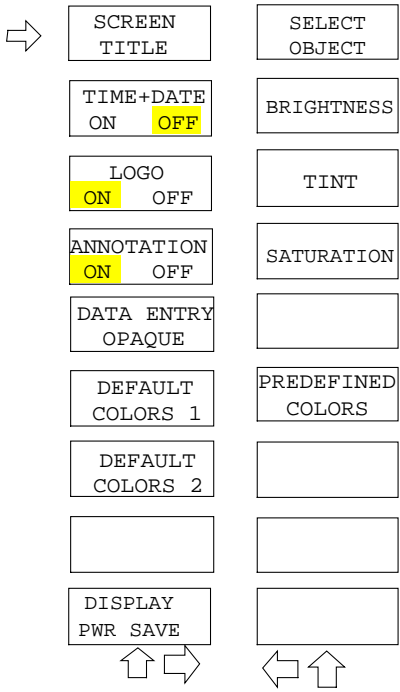 SCREEN
TITLE
TIME+DATE
ON OFF
LOGO
ON OFF
ANNOTATION
ON OFF
DATA ENTRY
OPAQUE
DEFAULT
COLORS 1
DEFAULT
COLORS 2
DISPLAY
PWR SAVE
SELECT
OBJECT
BRIGHTNESS
TINT
SATURATION
PREDEFINED
COLORS